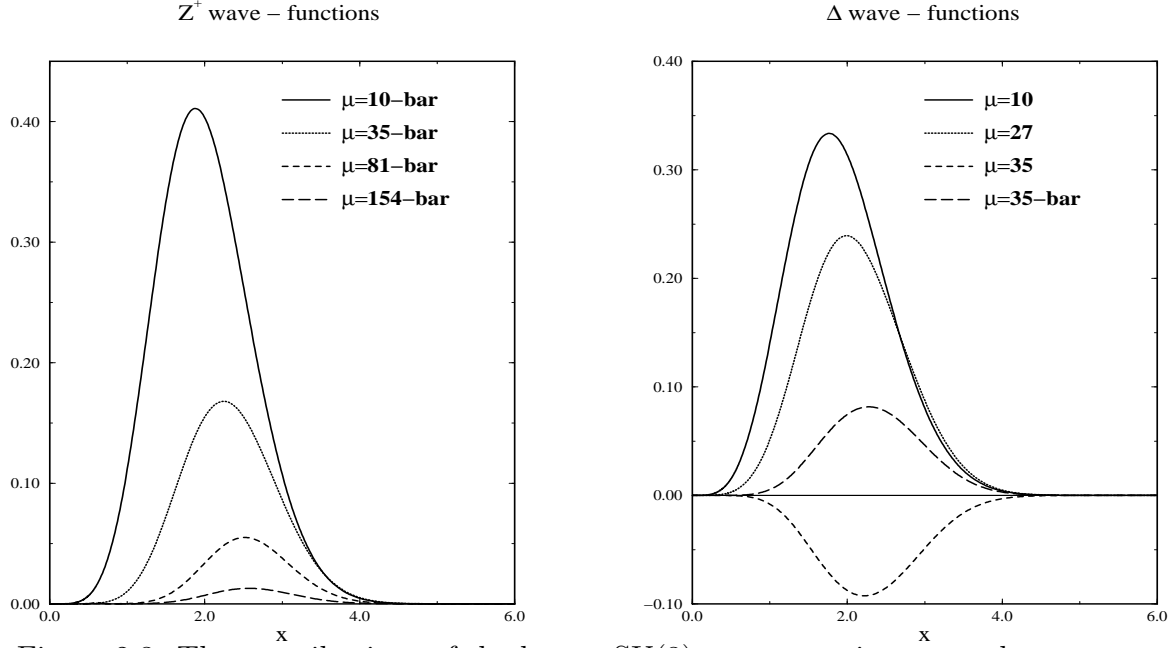 Z+ wave – functions
0.40
0.30
0.20
0.10
0.00
0.0
2.0
4.0
6.0
x
μ=10–bar
μ=35–bar
μ=81–bar
μ=154–bar
Δ wave – functions
0.40
0.30
0.20
0.10
0.00
–0.10
0.0
2.0
4.0
6.0
x
μ=10
μ=27
μ=35
μ=35–bar